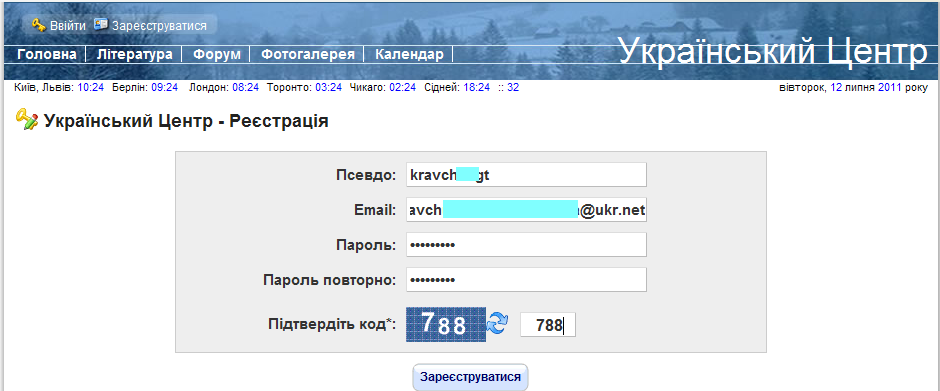 Ввійти Зареєструватися
Український Центр
Головна Література Форум Фотогалерея Календар
Київ, Львів: 10:24 Берлін: 09:24 Лондон: 08:24 Торонто: 03:24 Чикаго: 02:24 Сідней: 18:24 :: 32 вівторок, 12 липня 2011 року
Український Центр - Реєстрація
Псевдо: kravch gt
Email: avch @ukr.net
Пароль: •••••••••
Пароль повторно: •••••••••
Підтвердіть код*: 788 788
Зареєструватися